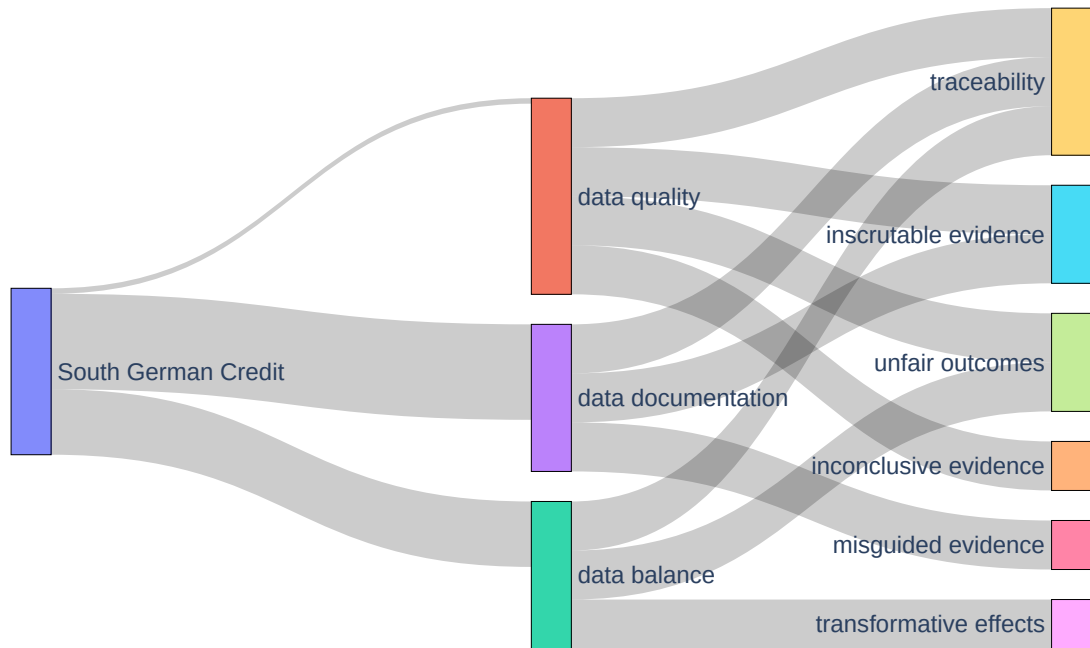 South German Credit
data quality
data documentation
data balance
traceability
inscrutable evidence
unfair outcomes
inconclusive evidence
misguided evidence
transformative effects